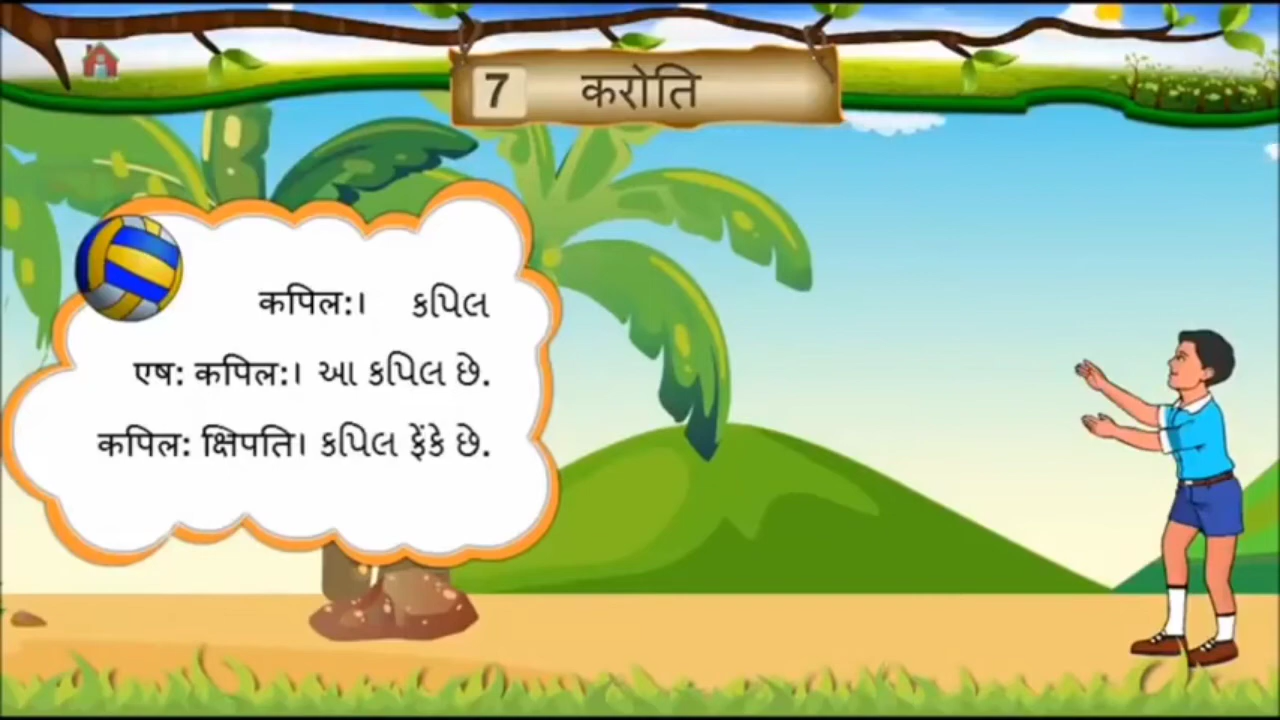 7 करोति
कपिलः। કપિલ
एषः कपिलः। આ કપિલ છે.
कपिलः क्षिपति। કપિલ ફેંકે છે.